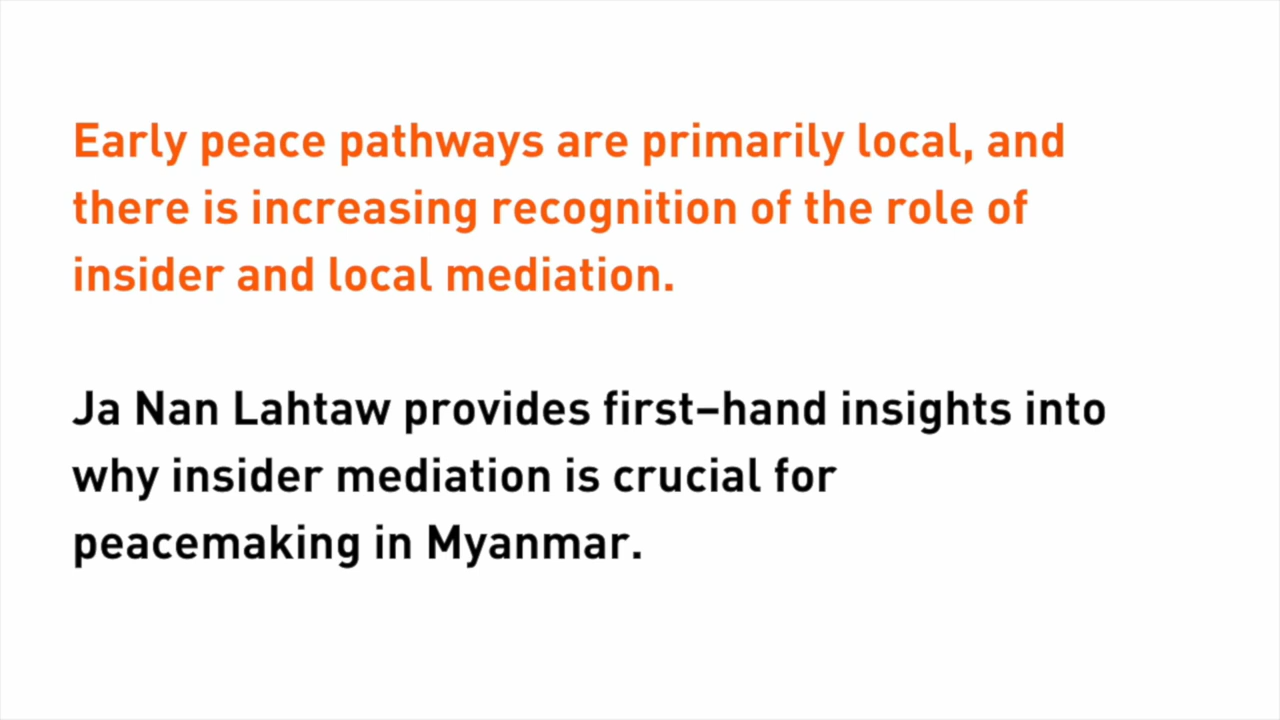 Early peace pathways are primarily local, and
there is increasing recognition of the role of
insider and local mediation.
Ja Nan Lahtaw provides first–hand insights into
why insider mediation is crucial for
peacemaking in Myanmar.